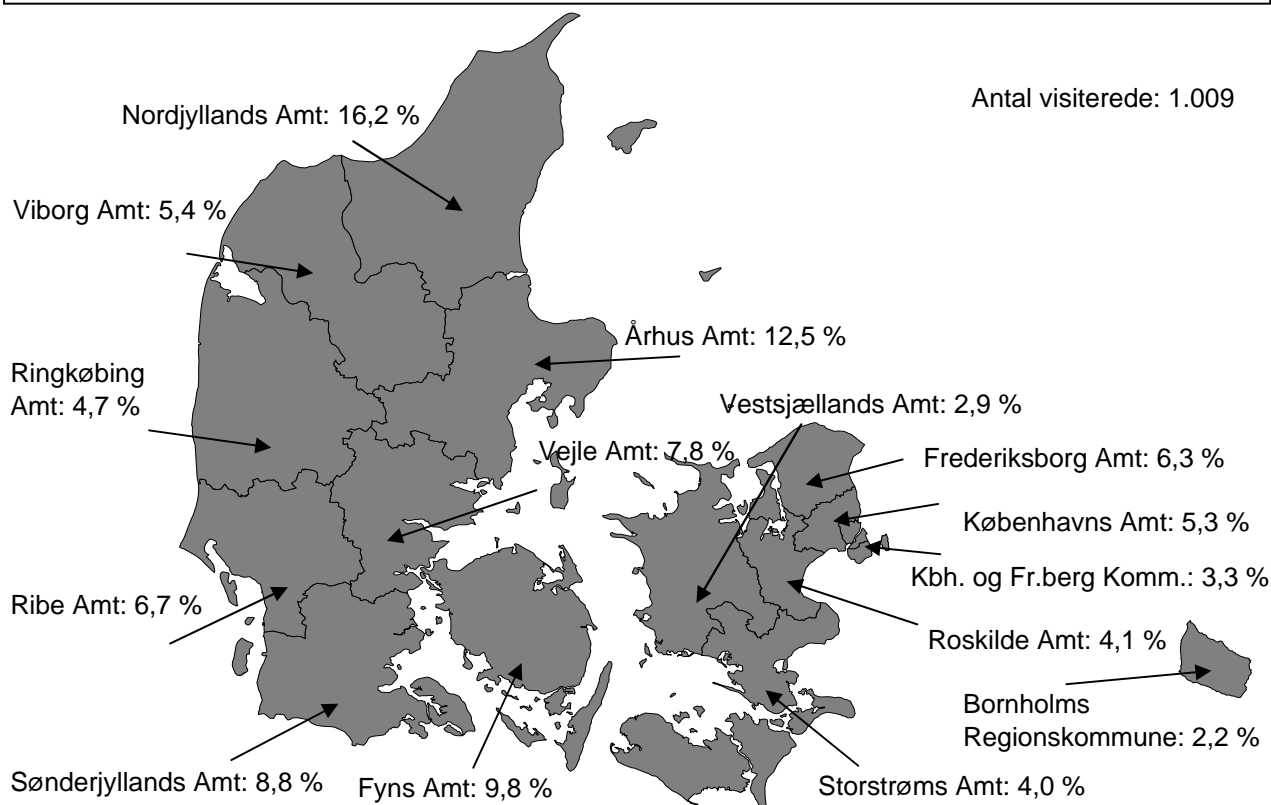 Antal visiterede: 1.009
Nordjyllands Amt: 16,2 %
Viborg Amt: 5,4 %
Århus Amt: 12,5 %
Ringkøbing
Amt: 4,7 %
Vestsjællands Amt: 2,9 %
Vejle Amt: 7,8 %
Frederiksborg Amt: 6,3 %
Københavns Amt: 5,3 %
Kbh. og Fr.berg Komm.: 3,3 %
Ribe Amt: 6,7 %
Roskilde Amt: 4,1 %
Bornholms
Regionskommune: 2,2 %
Sønderjyllands Amt: 8,8 %
Fyns Amt: 9,8 %
Storstrøms Amt: 4,0 %